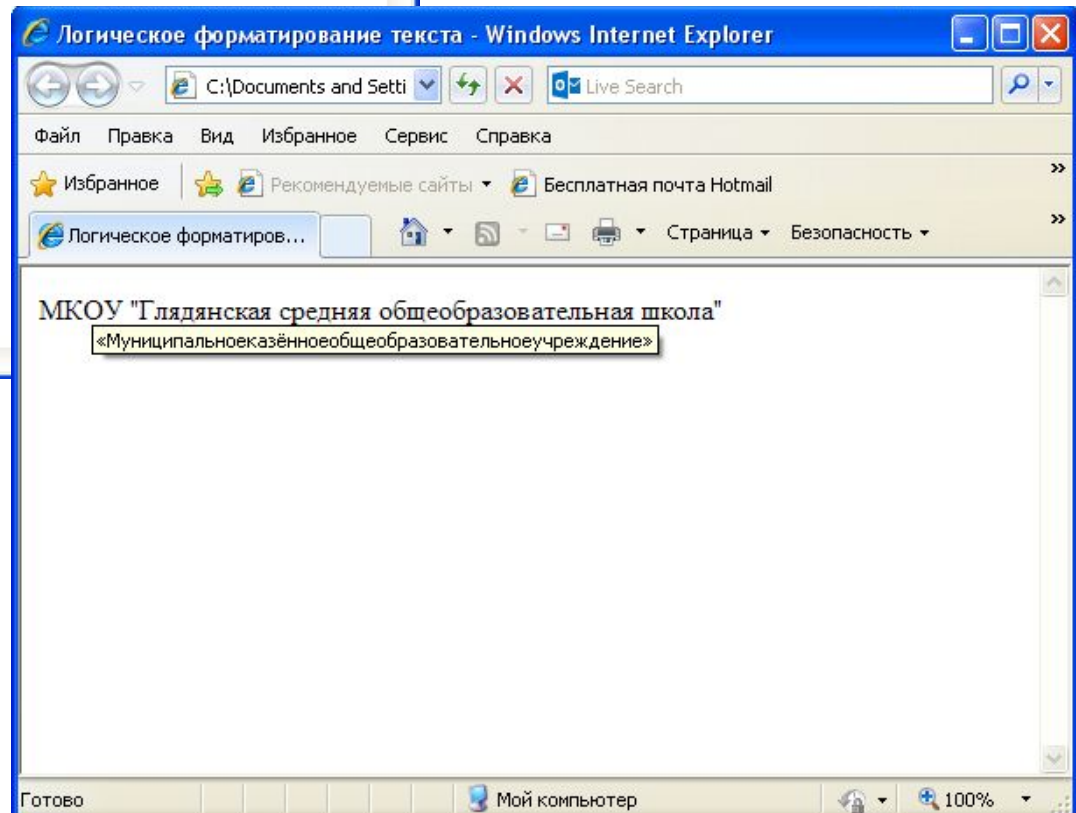 Логическое форматирование текста - Windows Internet Explorer
C:\Documents and Setti
Live Search
Файл Правка Вид Избранное Сервис Справка
Избранное Рекомендуемые сайты Бесплатная почта Hotmail »
Логическое форматиров... Страница Безопасность »
МКОУ "Глядянская средняя общеобразовательная школа"
«Муниципальноеказённоеобщеобразовательноеучреждение»
Готово Мой компьютер 100%